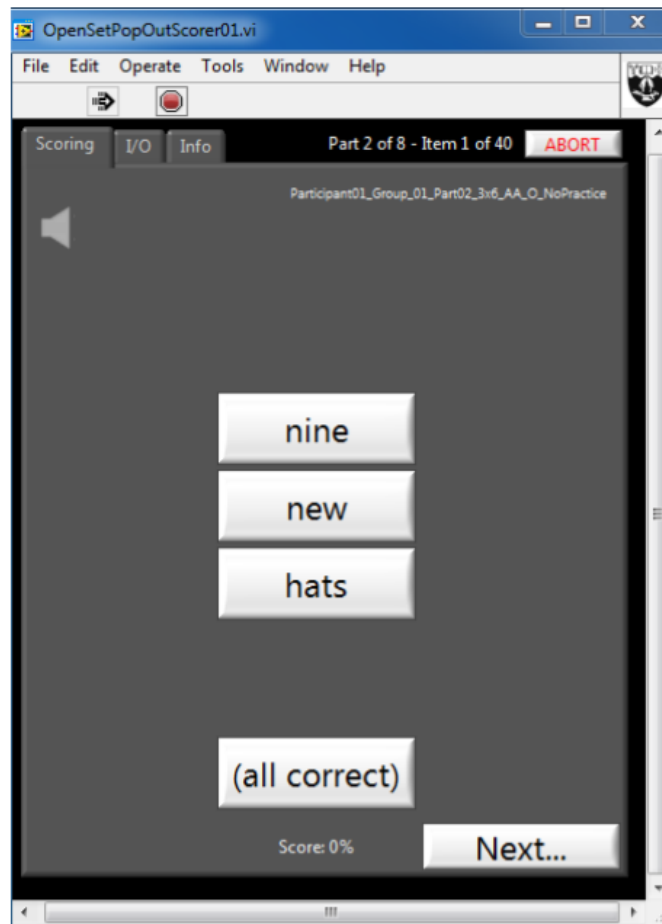 OpenSetPopOutScorer01.vi
File Edit Operate Tools Window Help
Scoring I/O Info Part 2 of 8 - Item 1 of 40 ABORT
Participant01_Group_01_Part02_3x6_AA_O_NoPractice
nine
new
hats
(all correct)
Score: 0% Next...